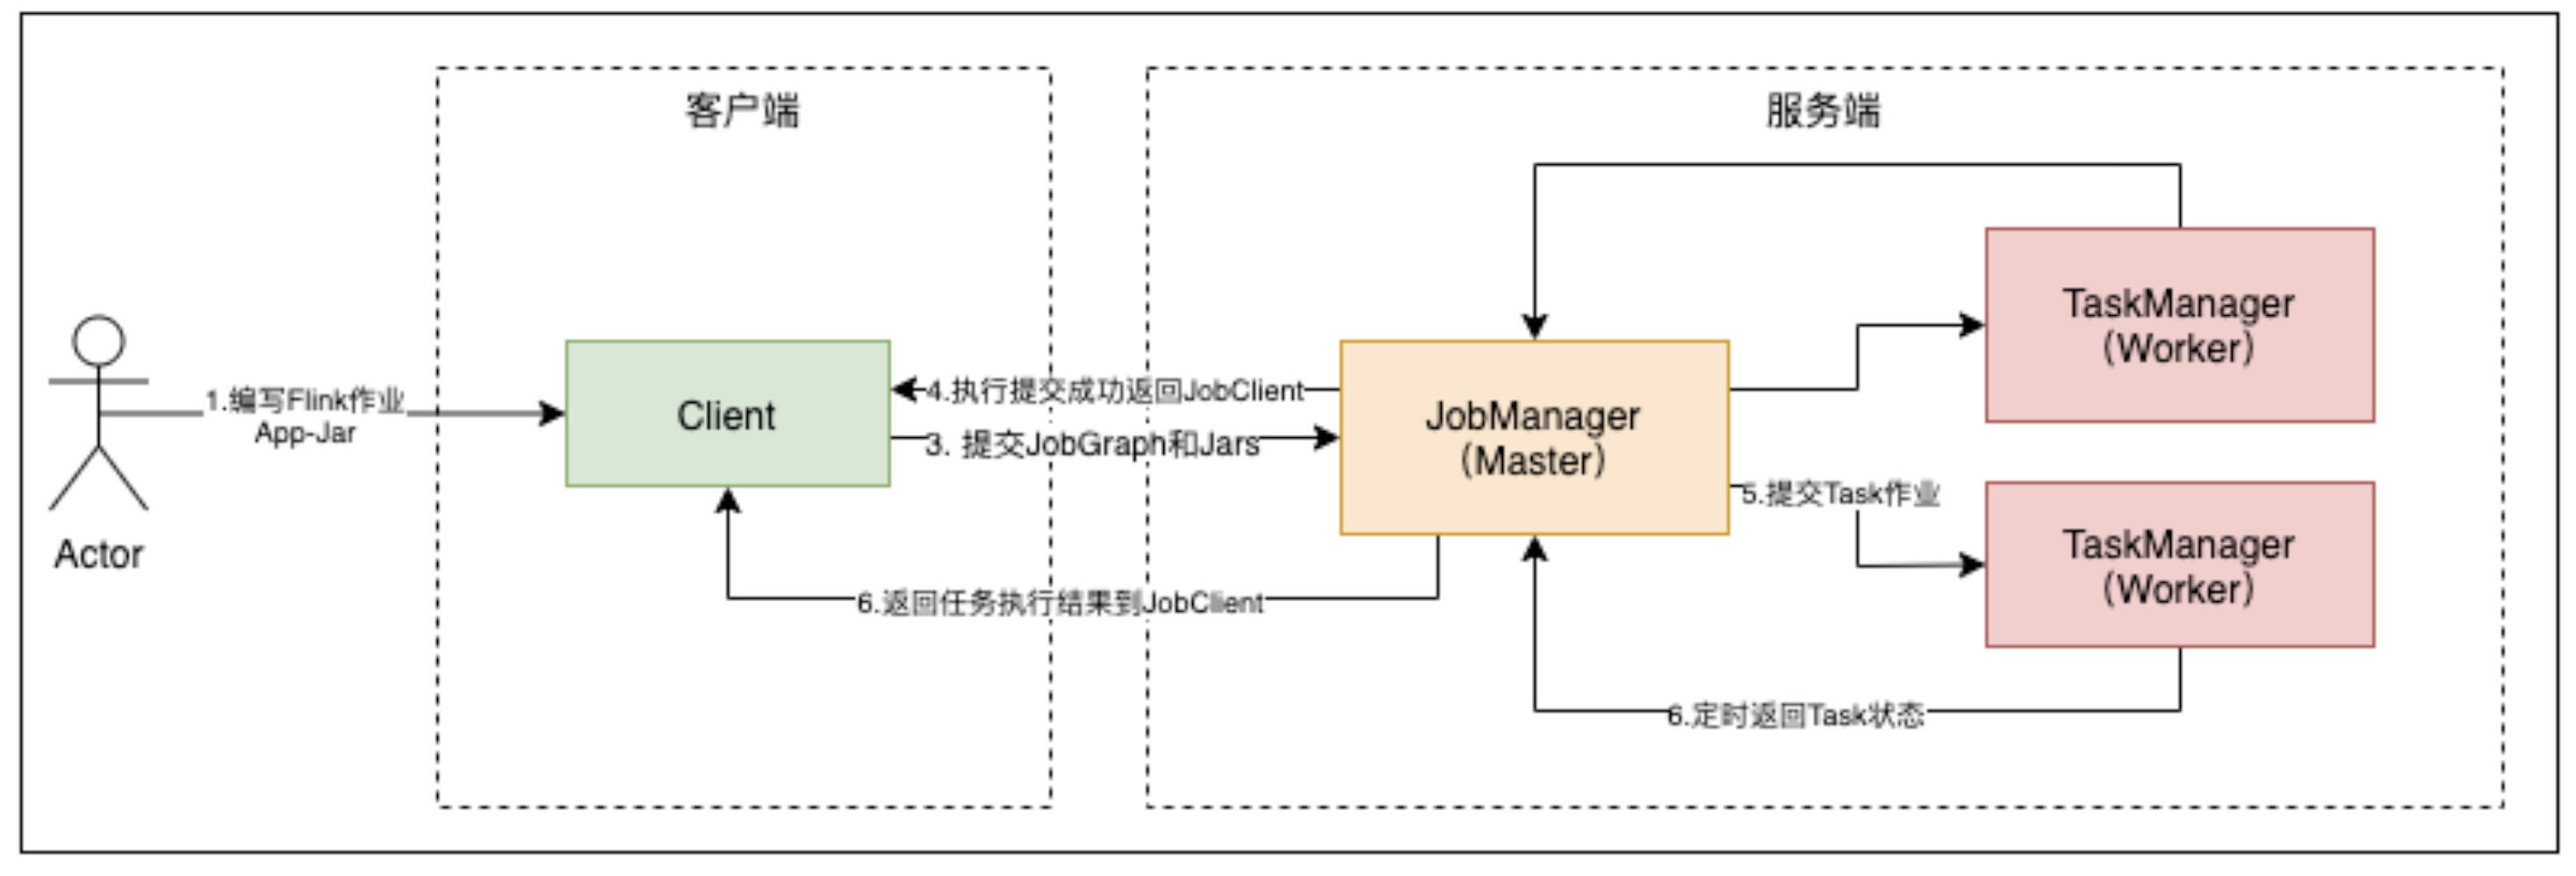 客户端
服务端
TaskManager
（Worker）
1.编写Flink作业
App-Jar
Client
4.执行提交成功返回JobClient
3. 提交JobGraph和Jars
JobManager
（Master）
5.提交Task作业
TaskManager
（Worker）
Actor
6.返回任务执行结果到JobClient
6.定时返回Task状态